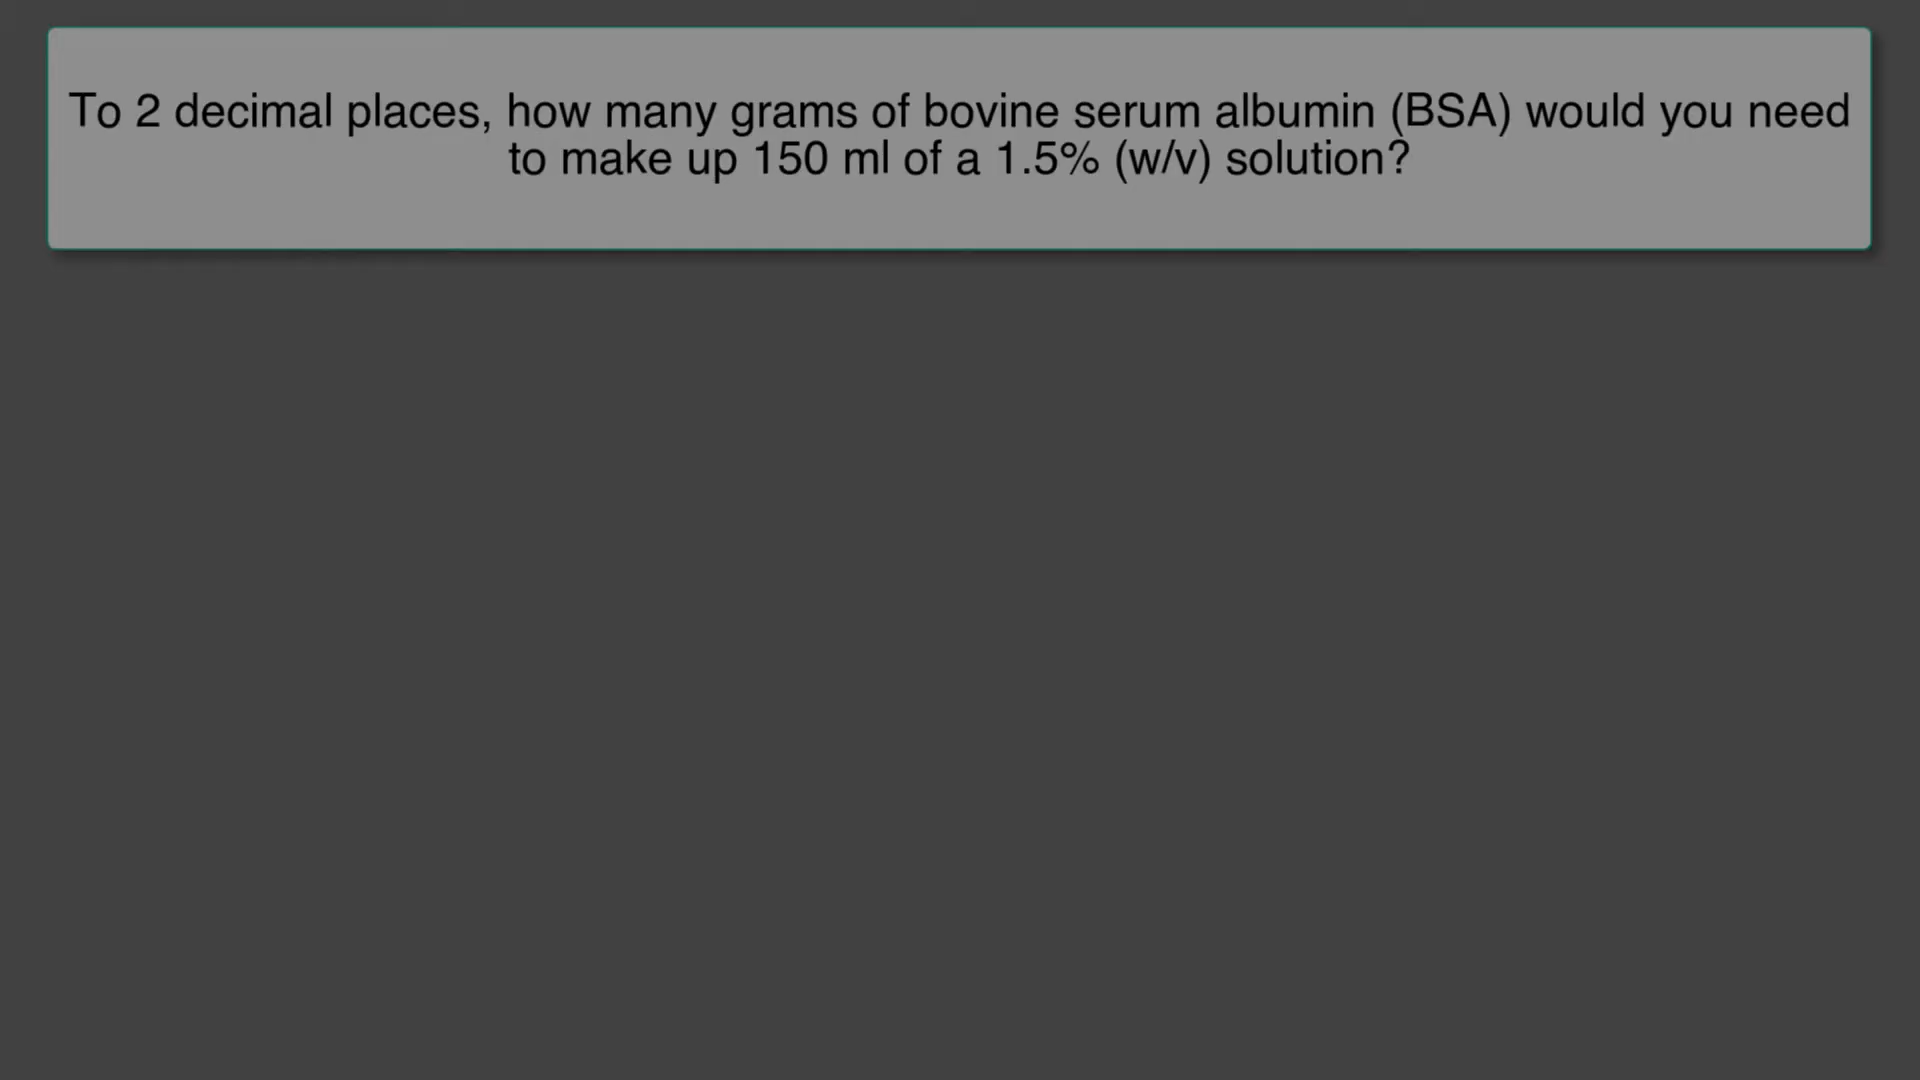 To 2 decimal places, how many grams of bovine serum albumin (BSA) would you need
to make up 150 ml of a 1.5% (w/v) solution?